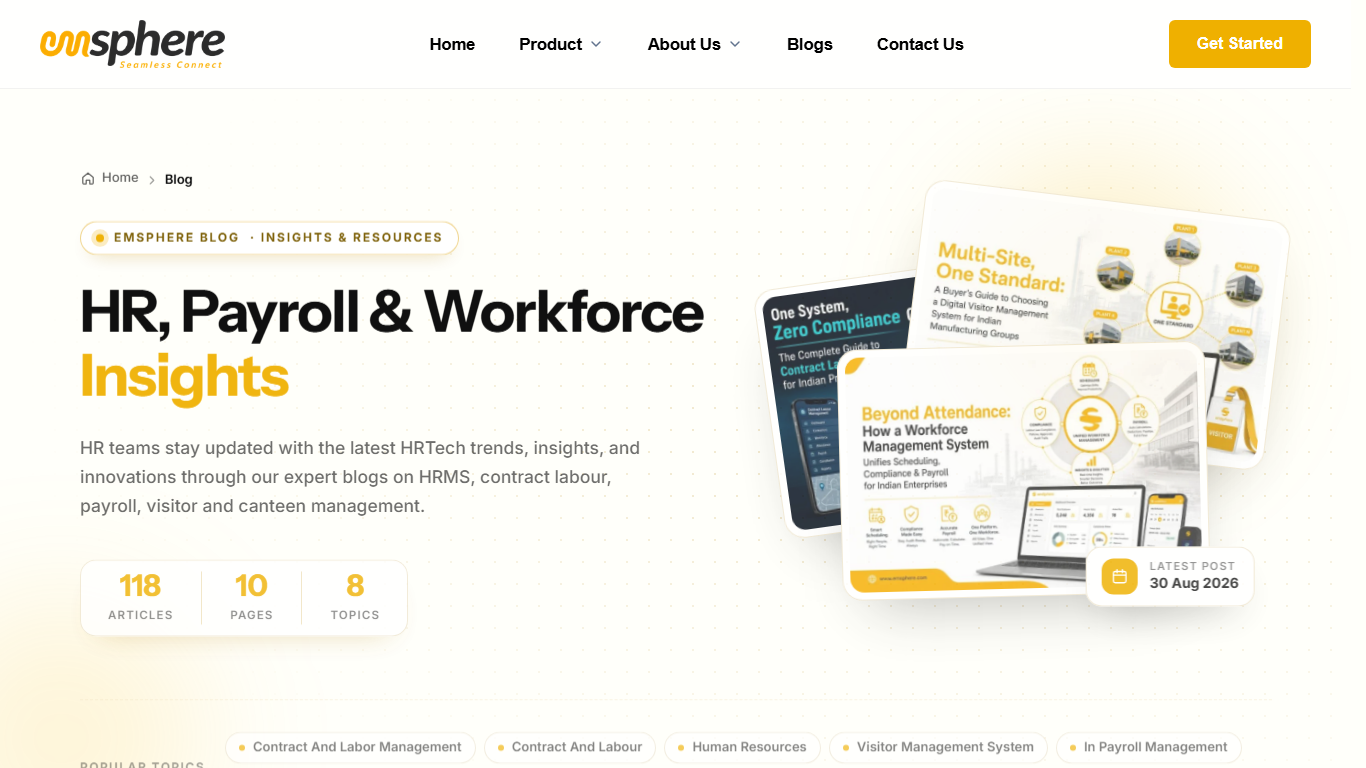 emsphere
Seamless Connect
Home
Product
About Us
Blogs
Contact Us
Get Started
Home
Blog
EMSPHERE BLOG · INSIGHTS & RESOURCES
HR, Payroll & Workforce
Insights
HR teams stay updated with the latest HRTech trends, insights, and
innovations through our expert blogs on HRMS, contract labour,
payroll, visitor and canteen management.
118
ARTICLES
10
PAGES
8
TOPICS
Multi-Site,
One Standard:
A Buyer's Guide to Choosing
a Digital Visitor Management
System for Indian
Manufacturing Groups
ONE STANDARD
VISITOR
One System,
Zero Compliance
The Complete Guide to
Contract La
for Indian Pr
Beyond Attendance:
How a Workforce
Management System
Unifies Scheduling,
Compliance & Payroll
for Indian Enterprises
LATEST POST
30 Aug 2026
POPULAR TOPICS
Contract And Labor Management
Contract And Labour
Human Resources
Visitor Management System
In Payroll Management